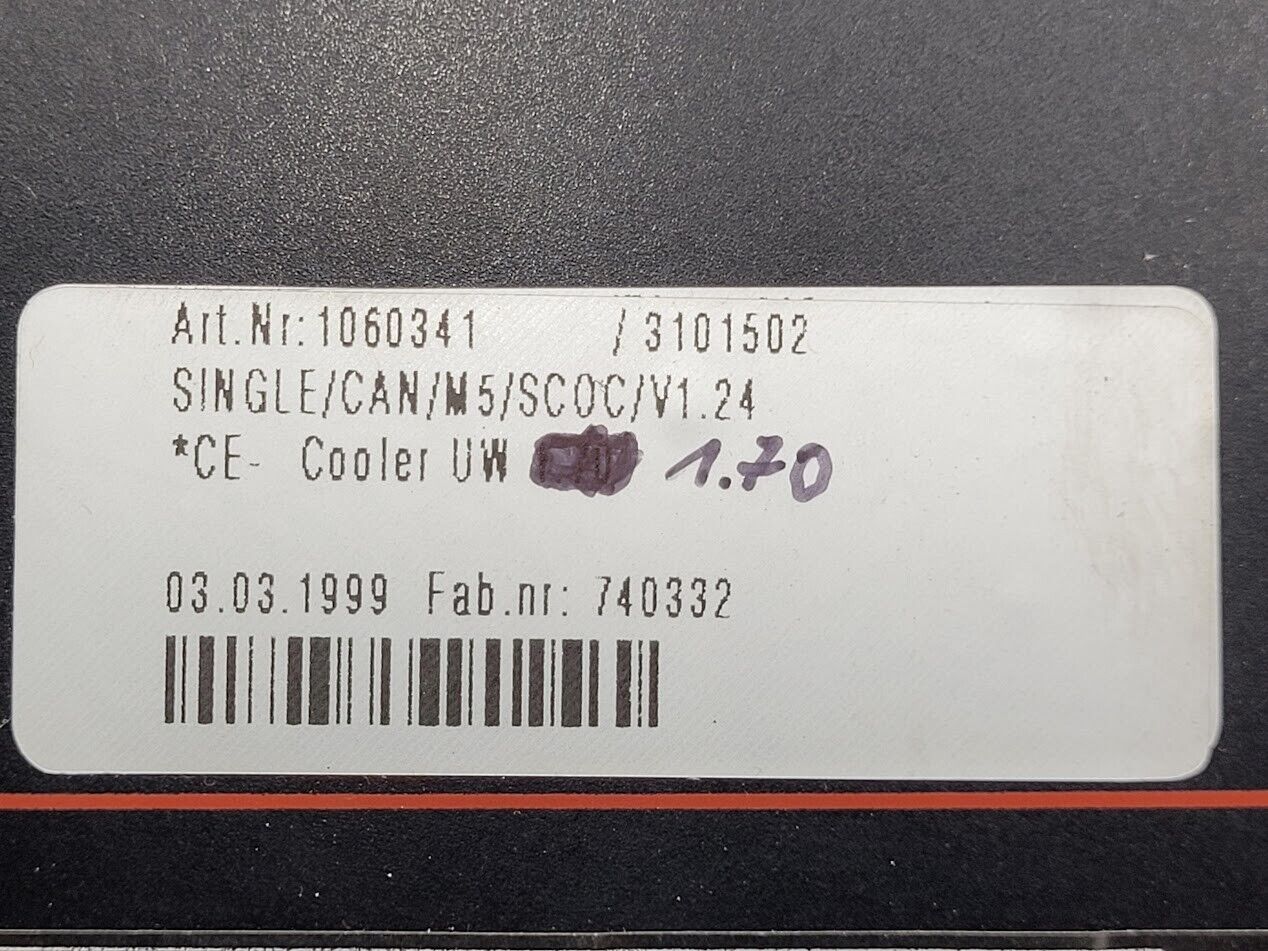 Art.Nr:1060341 /3101502
SINGLE/CAN/M5/SCOC/V1.24
*CE- Cooler UW 1.70
03.03.1999 Fab.nr: 740332